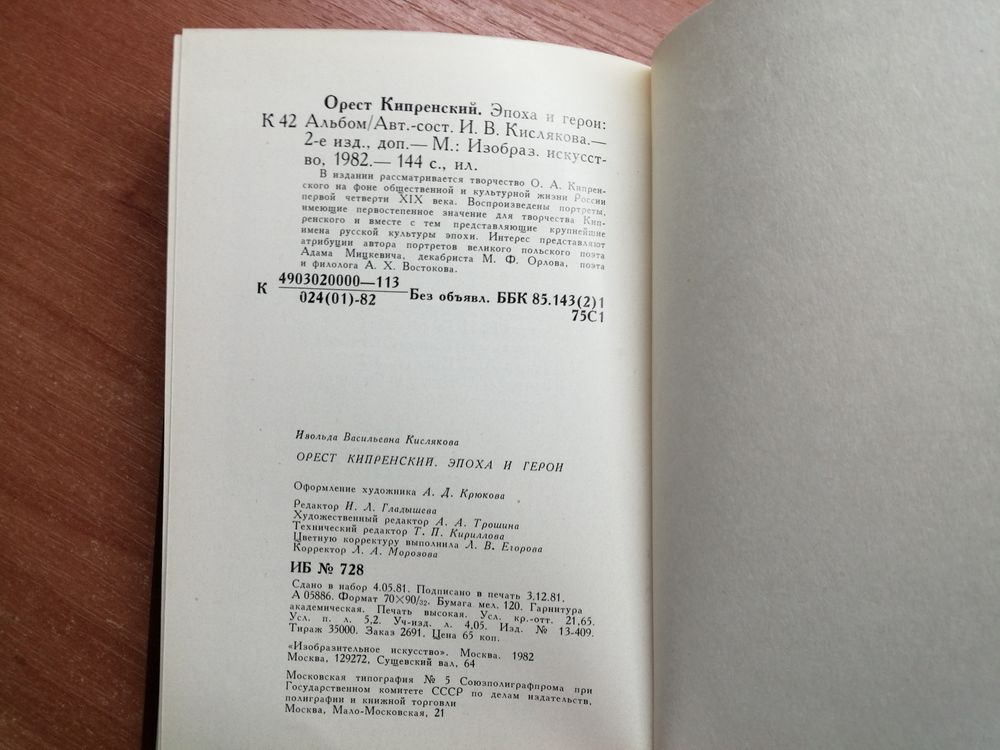 Орест Кипренский. Эпоха и герои:
К 42 Альбом/Авт.-сост. И. В. Кислякова.—
2-е изд., доп.— М.: Изобраз. искусст-
во, 1982.— 144 с., ил.
В издании рассматривается творчество О. А. Кипрен-
ского на фоне общественной и культурной жизни России
первой четверти XIX века. Воспроизведены портреты,
имеющие первостепенное значение для творчества Кип-
ренского и вместе с тем представляющие крупнейшие
имена русской культуры эпохи. Интерес представляют
атрибуции автора портретов великого польского поэта
Адама Мицкевича, декабриста М. Ф. Орлова, поэта
и филолога А. Х. Востокова.
К 4903020000—113
024(01)-82 Без объявл. ББК 85.143(2)1
75С1
Изольда Васильевна Кислякова
ОРЕСТ КИПРЕНСКИЙ. ЭПОХА И ГЕРОИ
Оформление художника А. Д. Крюкова
Редактор И. Л. Гладышева
Художественный редактор А. А. Трошина
Технический редактор Т. П. Кириллова
Цветную корректуру выполнила Л. В. Егорова
Корректор Л. А. Морозова
ИБ № 728
Сдано в набор 4.05.81. Подписано в печать 3.12.81.
А 05886. Формат 70×90/32. Бумага мел. 120. Гарнитура
академическая. Печать высокая. Усл. кр.-отт. 21,65.
Усл. п. л. 5,2. Уч-изд. л. 4,05. Изд. № 13-409.
Тираж 35000. Заказ 2691. Цена 65 коп.
«Изобразительное искусство». Москва. 1982
Москва, 129272, Сущевский вал, 64
Московская типография № 5 Союзполиграфпрома при
Государственном комитете СССР по делам издательств,
полиграфии и книжной торговли
Москва, Мало-Московская, 21